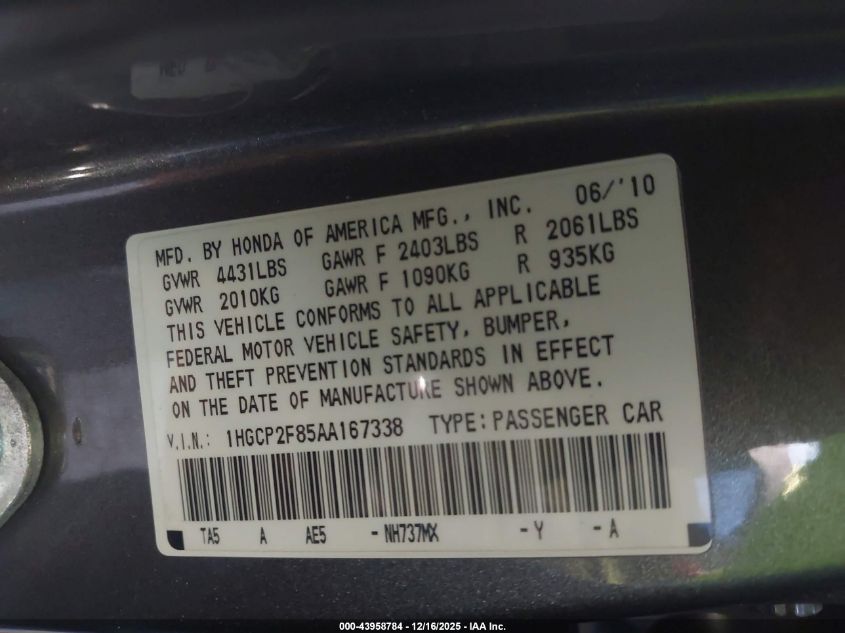 MFD. BY HONDA OF AMERICA MFG., INC. 06/'10
GVWR 4431LBS GAWR F 2403LBS R 2061LBS
GVWR 2010KG GAWR F 1090KG R 935KG
THIS VEHICLE CONFORMS TO ALL APPLICABLE
FEDERAL MOTOR VEHICLE SAFETY, BUMPER,
AND THEFT PREVENTION STANDARDS IN EFFECT
ON THE DATE OF MANUFACTURE SHOWN ABOVE.
V.I.N.: 1HGCP2F85AA167338 TYPE:PASSENGER CAR
TA5 A AE5 -NH737MX -Y -A
000-43958784 - 12/16/2025 - IAA Inc.